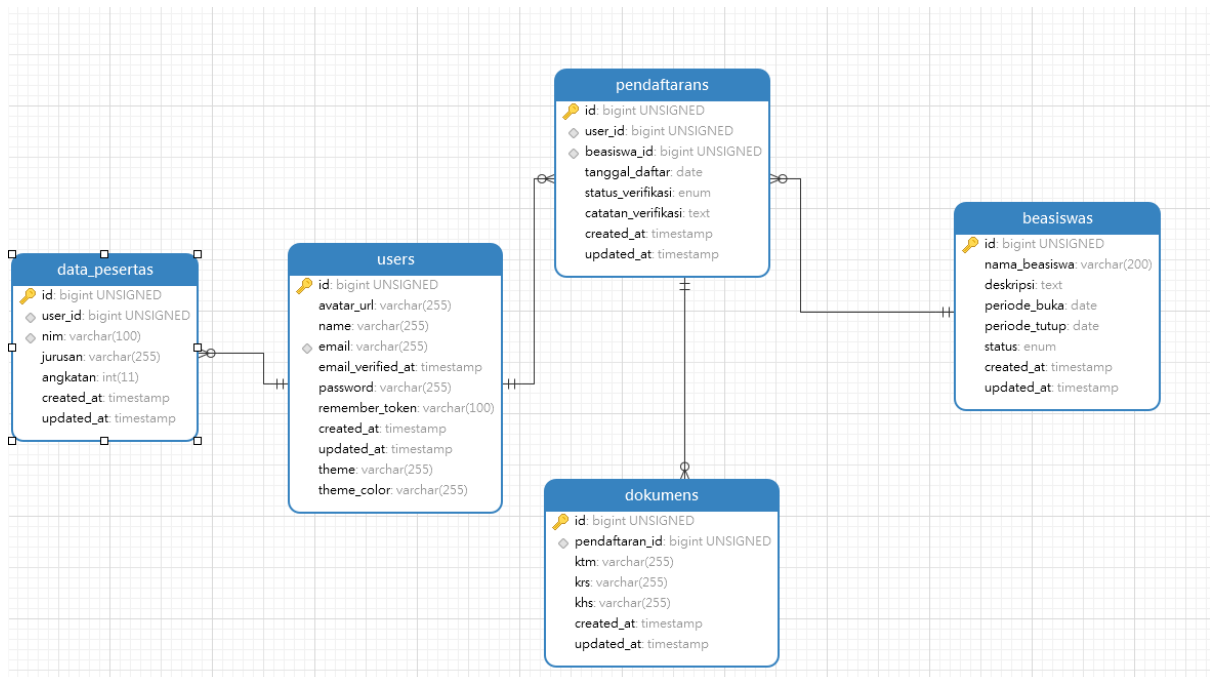 pendaftarans
id: bigint UNSIGNED
user_id: bigint UNSIGNED
beasiswa_id: bigint UNSIGNED
tanggal_daftar: date
status_verifikasi: enum
catatan_verifikasi: text
created_at: timestamp
updated_at: timestamp
beasiswas
id: bigint UNSIGNED
nama_beasiswa: varchar(200)
deskripsi: text
periode_buka: date
periode_tutup: date
status: enum
created_at: timestamp
updated_at: timestamp
users
id: bigint UNSIGNED
avatar_url: varchar(255)
name: varchar(255)
email: varchar(255)
email_verified_at: timestamp
password: varchar(255)
remember_token: varchar(100)
created_at: timestamp
updated_at: timestamp
theme: varchar(255)
theme_color: varchar(255)
data_pesertas
id: bigint UNSIGNED
user_id: bigint UNSIGNED
nim: varchar(100)
jurusan: varchar(255)
angkatan: int(11)
created_at: timestamp
updated_at: timestamp
dokumens
id: bigint UNSIGNED
pendaftaran_id: bigint UNSIGNED
ktm: varchar(255)
krs: varchar(255)
khs: varchar(255)
created_at: timestamp
updated_at: timestamp